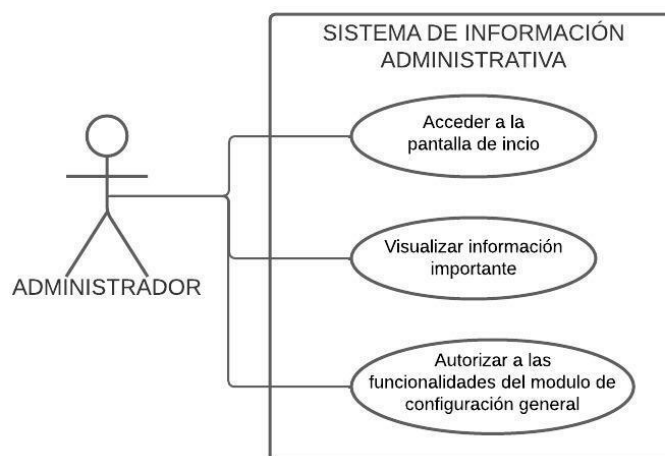 SISTEMA DE INFORMACIÓN
ADMINISTRATIVA
Acceder a la
pantalla de incio
Visualizar información
importante
ADMINISTRADOR
Autorizar a las
funcionalidades del modulo de
configuración general